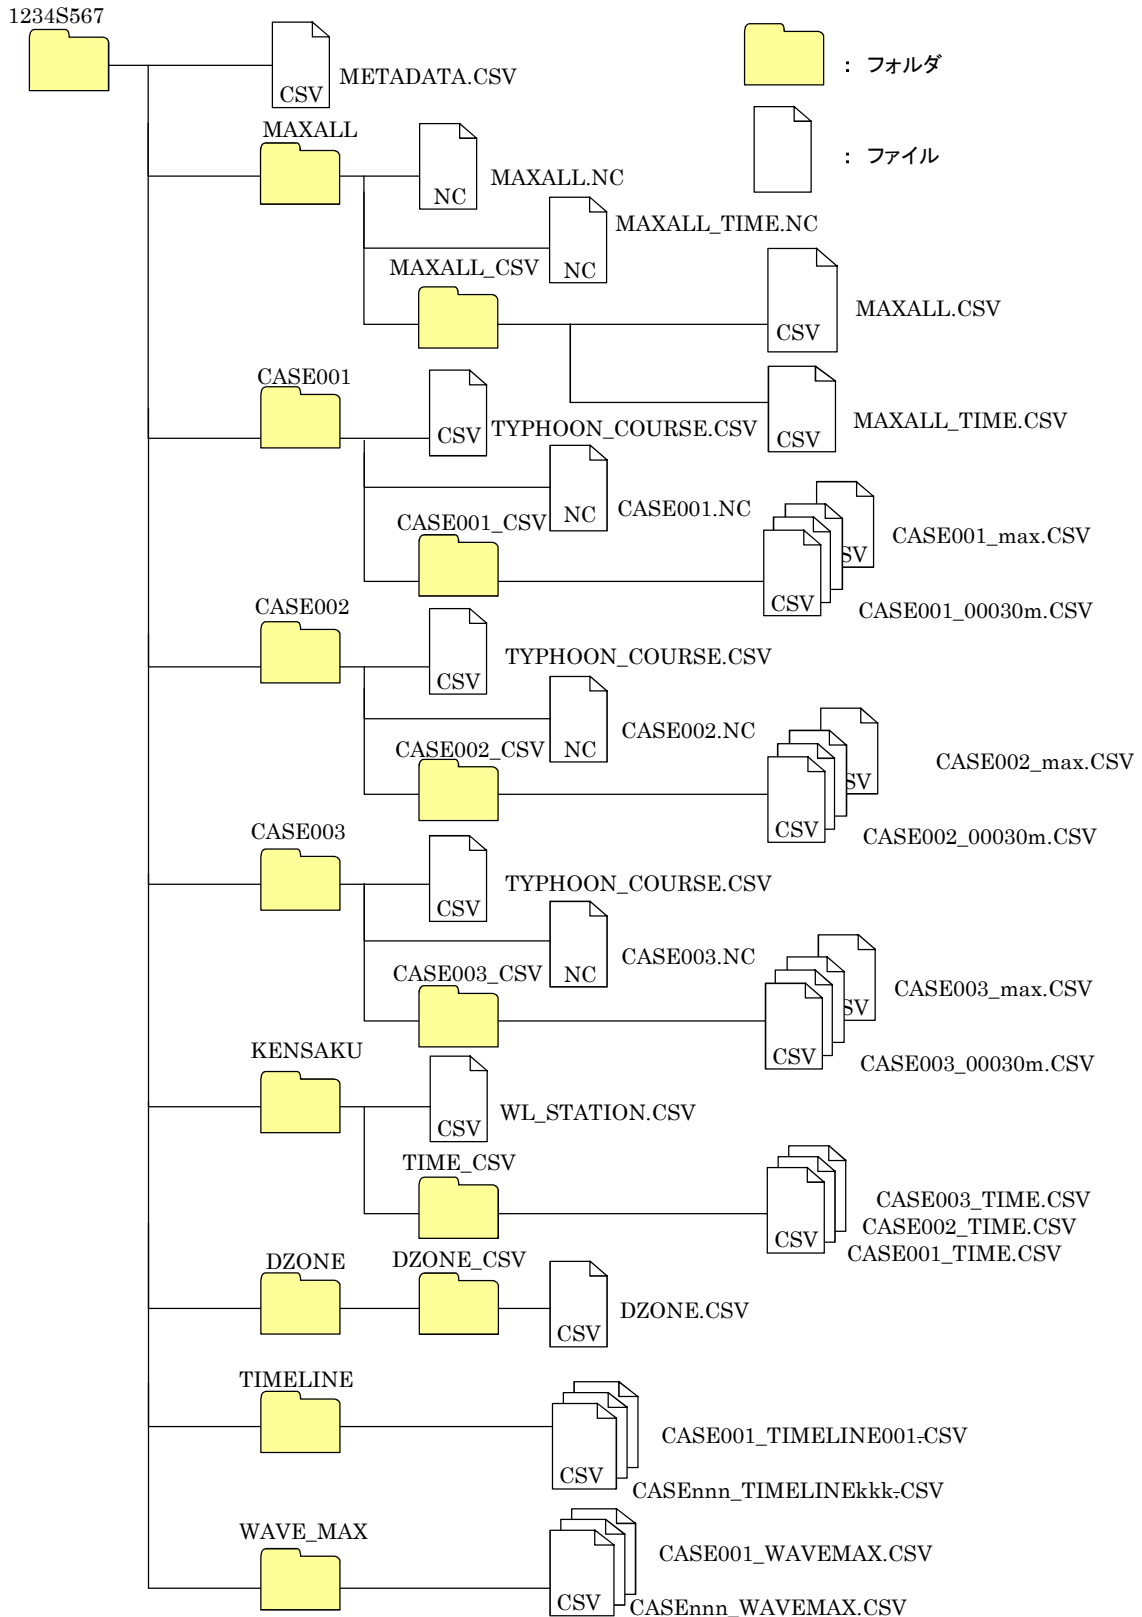 1234S567
CSV
METADATA.CSV
: フォルダ
: ファイル
MAXALL
NC
MAXALL.NC
NC
MAXALL_TIME.NC
MAXALL_CSV
CSV
MAXALL.CSV
CSV
MAXALL_TIME.CSV
CASE001
CSV
TYPHOON_COURSE.CSV
NC
CASE001.NC
CASE001_CSV
SV
CASE001_max.CSV
CSV
CASE001_00030m.CSV
CASE002
CSV
TYPHOON_COURSE.CSV
NC
CASE002.NC
CASE002_CSV
SV
CASE002_max.CSV
CSV
CASE002_00030m.CSV
CASE003
CSV
TYPHOON_COURSE.CSV
NC
CASE003.NC
CASE003_CSV
SV
CASE003_max.CSV
CSV
CASE003_00030m.CSV
KENSAKU
CSV
WL_STATION.CSV
TIME_CSV
CSV
CASE003_TIME.CSV
CASE002_TIME.CSV
CASE001_TIME.CSV
DZONE
DZONE_CSV
CSV
DZONE.CSV
TIMELINE
CSV
CASE001_TIMELINE001.CSV
CASEnnn_TIMELINEkkk.CSV
WAVE_MAX
CSV
CASE001_WAVEMAX.CSV
CASEnnn_WAVEMAX.CSV